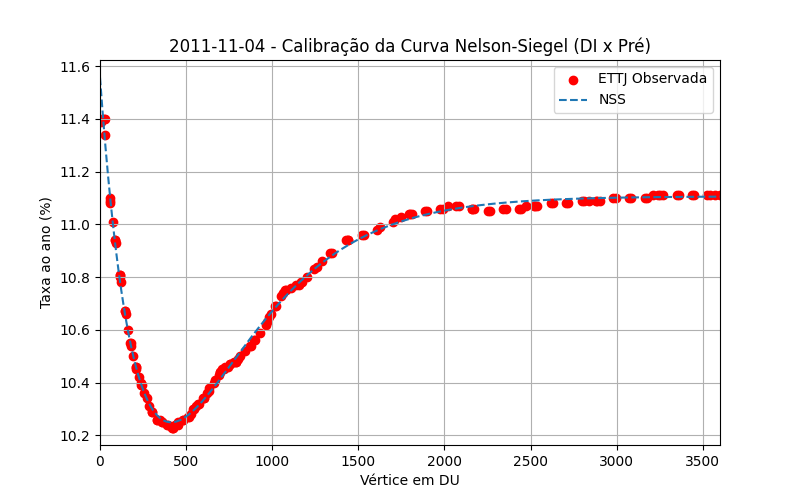 2011-11-04 - Calibração da Curva Nelson-Siegel (DI x Pré)
ETTJ Observada
NSS
Taxa ao ano (%)
11.6
11.4
11.2
11.0
10.8
10.6
10.4
10.2
0 500 1000 1500 2000 2500 3000 3500
Vértice em DU